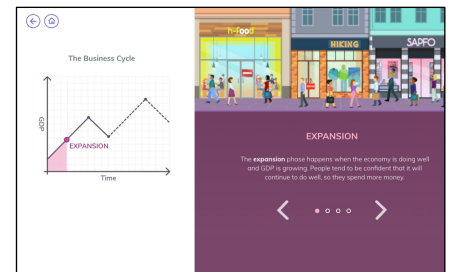 The Business Cycle
GDP
EXPANSION
Time
h-Food
HIKING
SAPFO
EXPANSION
The expansion phase happens when the economy is doing well
and GDP is growing. People tend to be confident that it will
continue to do well, so they spend more money.